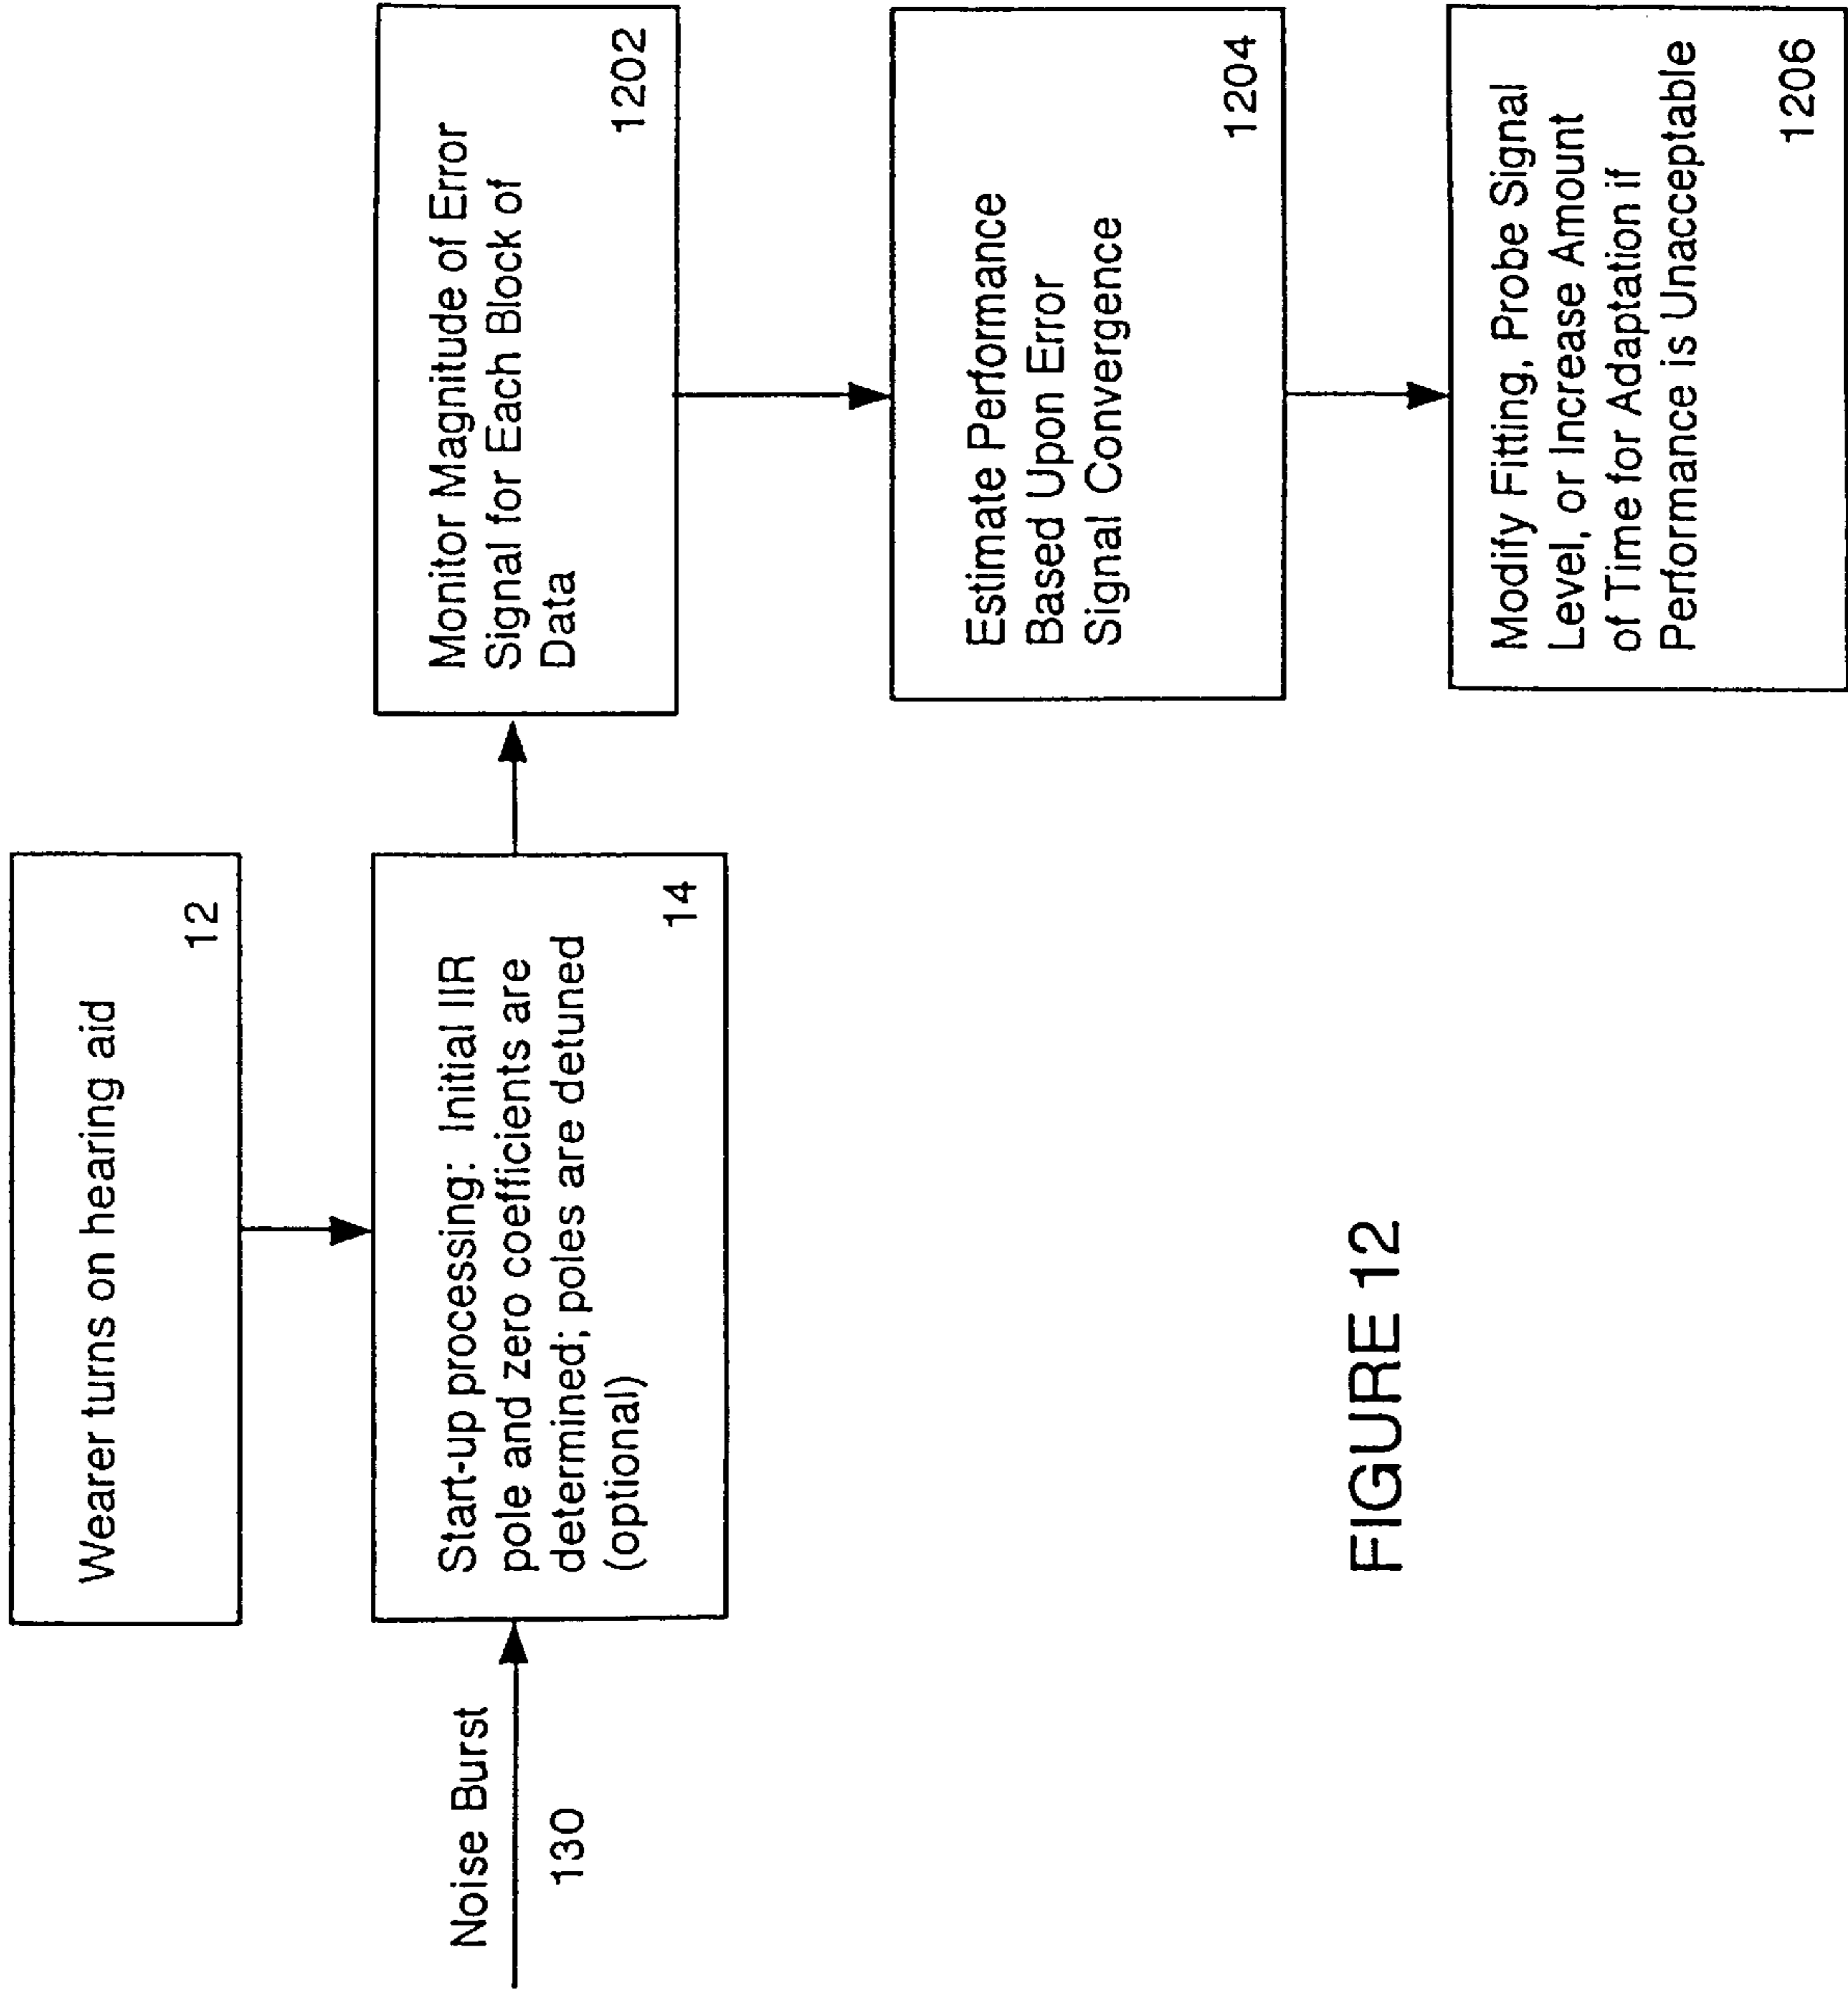 Wearer turns on hearing aid
12
Noise Burst
130
Start-up processing: Initial IIR
pole and zero coefficients are
determined; poles are detuned
(optional)
14
Monitor Magnitude of Error
Signal for Each Block of
Data
1202
Estimate Performance
Based Upon Error
Signal Convergence
1204
Modify Fitting, Probe Signal
Level, or Increase Amount
of Time for Adaptation if
Performance is Unacceptable
1206
FIGURE 12